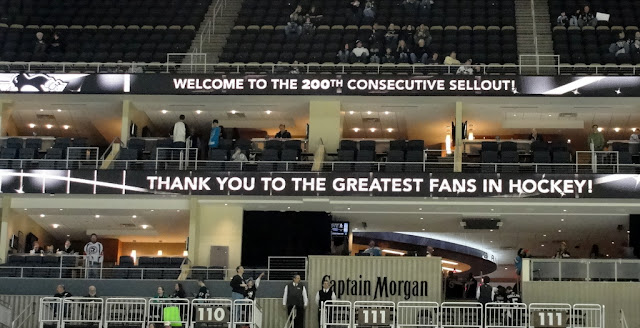 WELCOME TO THE 200TH CONSECUTIVE SELLOUT!
THANK YOU TO THE GREATEST FANS IN HOCKEY!
Captain Morgan
110
111
111